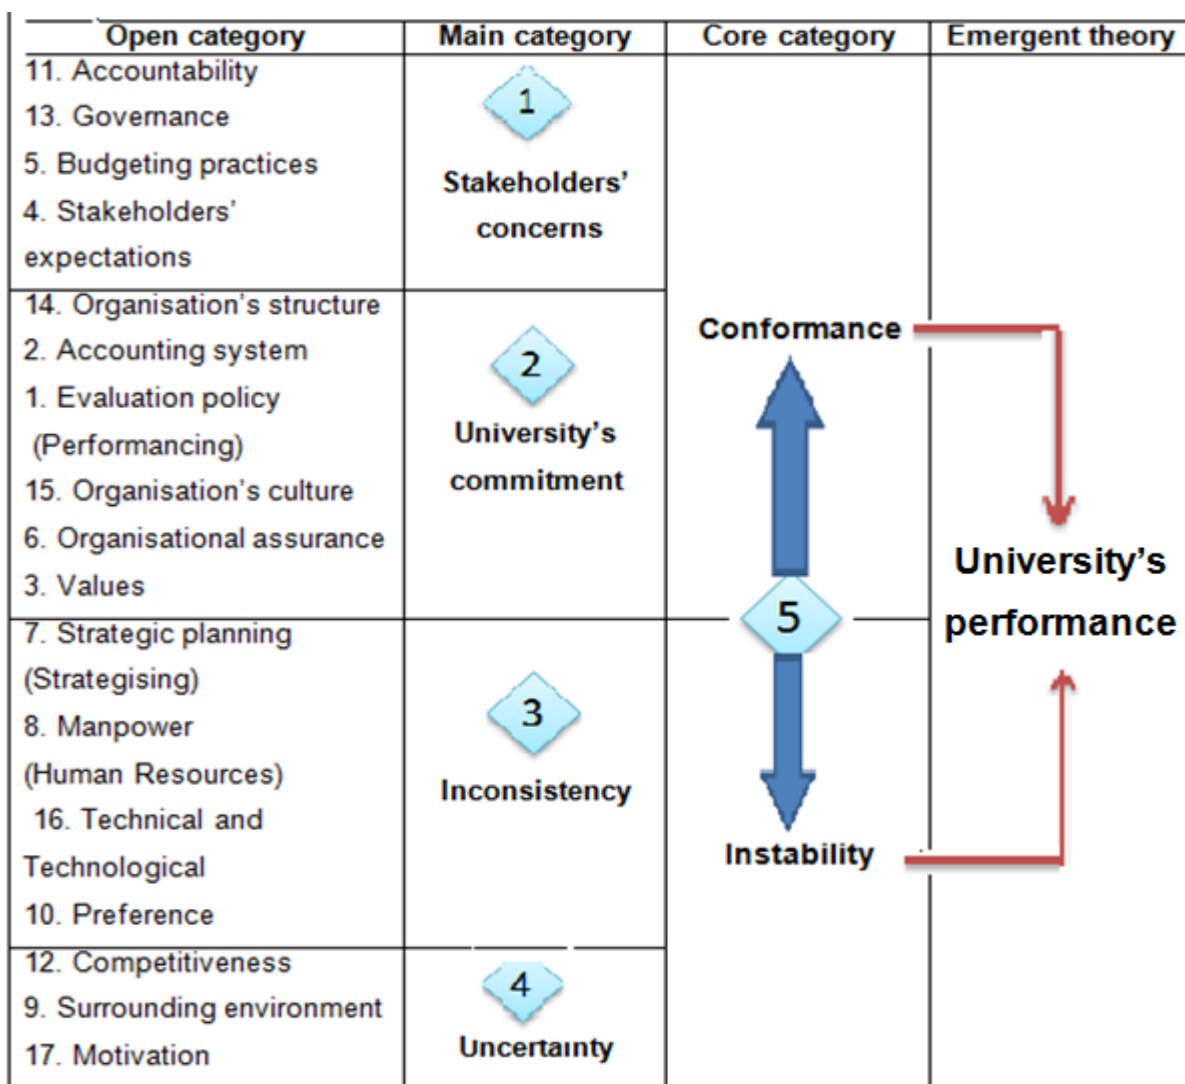 Open category
Main category
Core category
Emergent theory
11. Accountability
13. Governance
5. Budgeting practices
4. Stakeholders’
expectations
1
Stakeholders’
concerns
14. Organisation’s structure
2. Accounting system
1. Evaluation policy
(Performancing)
15. Organisation’s culture
6. Organisational assurance
3. Values
2
University’s
commitment
7. Strategic planning
(Strategising)
8. Manpower
(Human Resources)
16. Technical and
Technological
10. Preference
3
Inconsistency
12. Competitiveness
9. Surrounding environment
17. Motivation
4
Uncertainty
Conformance
5
Instability
University’s
performance